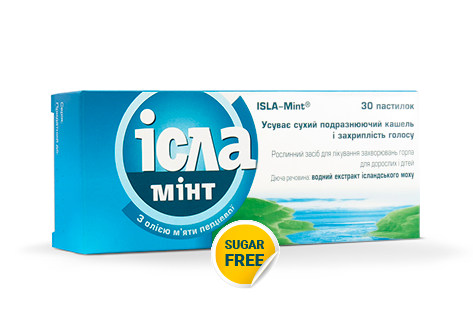 ісла
мінт
З олією м'яти перцевої
ISLA–Mint®
30 пастилок
Усуває сухий подразнюючий кашель
і захриплість голосу
Рослинний засіб для лікування захворювань горла
для дорослих і дітей
Діюча речовина: водний екстракт ісландського моху
SUGAR
FREE